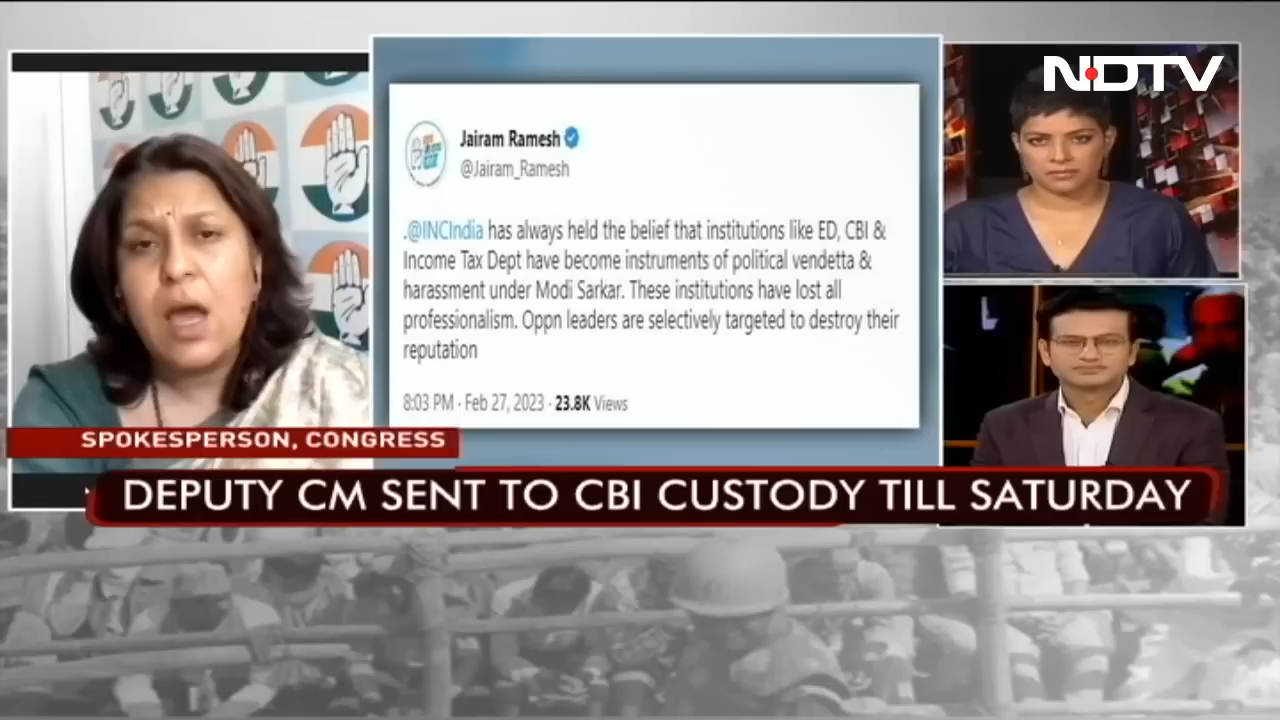 NDTV
Jairam Ramesh
@Jairam_Ramesh
.@INCIndia has always held the belief that institutions like ED, CBI &
Income Tax Dept have become instruments of political vendetta &
harassment under Modi Sarkar. These institutions have lost all
professionalism. Oppn leaders are selectively targeted to destroy their
reputation
8:03 PM · Feb 27, 2023 · 23.8K Views
SPOKESPERSON, CONGRESS
DEPUTY CM SENT TO CBI CUSTODY TILL SATURDAY